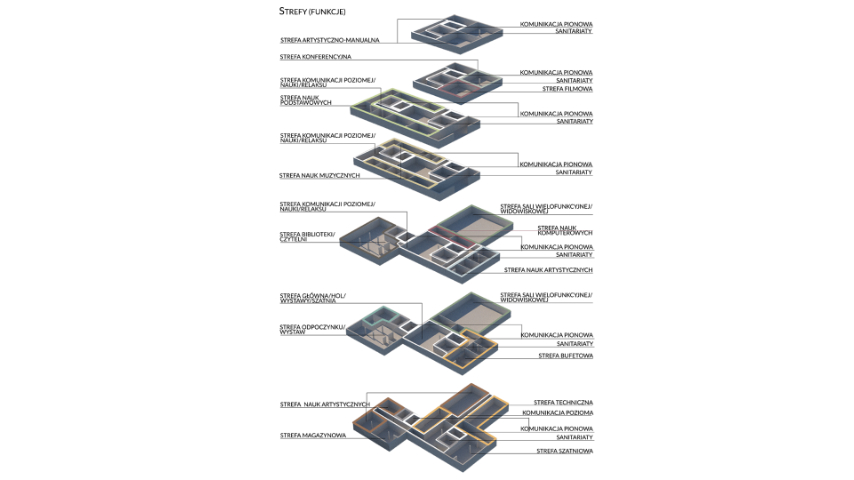 STREFY (FUNKCJE)
KOMUNIKACJA PIONOWA
SANITARIATY
STREFA ARTYSTYCZNO-MANUALNA
STREFA KONFERENCYJNA
KOMUNIKACJA PIONOWA
SANITARIATY
STREFA FILMOWA
STREFA KOMUNIKACJI POZIOMEJ/
NAUKI/RELAKSU
STREFA NAUK
PODSTAWOWYCH
KOMUNIKACJA PIONOWA
SANITARIATY
STREFA KOMUNIKACJI POZIOMEJ/
NAUKI/RELAKSU
KOMUNIKACJA PIONOWA
SANITARIATY
STREFA NAUK MUZYCZNYCH
STREFA KOMUNIKACJI POZIOMEJ/
NAUKI/RELAKSU
STREFA SALI WIELOFUNKCYJNEJ/
WIDOWISKOWEJ
STREFA NAUK
KOMPUTEROWYCH
STREFA BIBLIOTEKI/
CZYTELNI
KOMUNIKACJA PIONOWA
SANITARIATY
STREFA NAUK ARTYSTYCZNYCH
STREFA GŁÓWNA/HOL/
WYSTAWY/SZATNIA
STREFA SALI WIELOFUNKCYJNEJ/
WIDOWISKOWEJ
STREFA ODPOCZYNKU/
WYSTAW
KOMUNIKACJA PIONOWA
SANITARIATY
STREFA BUFETOWA
STREFA NAUK ARTYSTYCZNYCH
STREFA TECHNICZNA
KOMUNIKACJA POZIOMA
KOMUNIKACJA PIONOWA
STREFA MAGAZYNOWA
SANITARIATY
STREFA SZATNIOWA